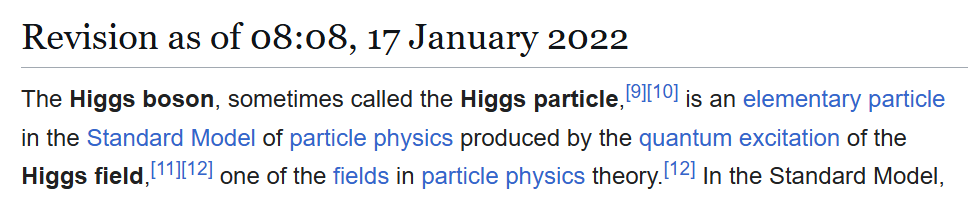 Revision as of 08:08, 17 January 2022
The Higgs boson, sometimes called the Higgs particle,[9][10] is an elementary particle
in the Standard Model of particle physics produced by the quantum excitation of the
Higgs field,[11][12] one of the fields in particle physics theory.[12] In the Standard Model,